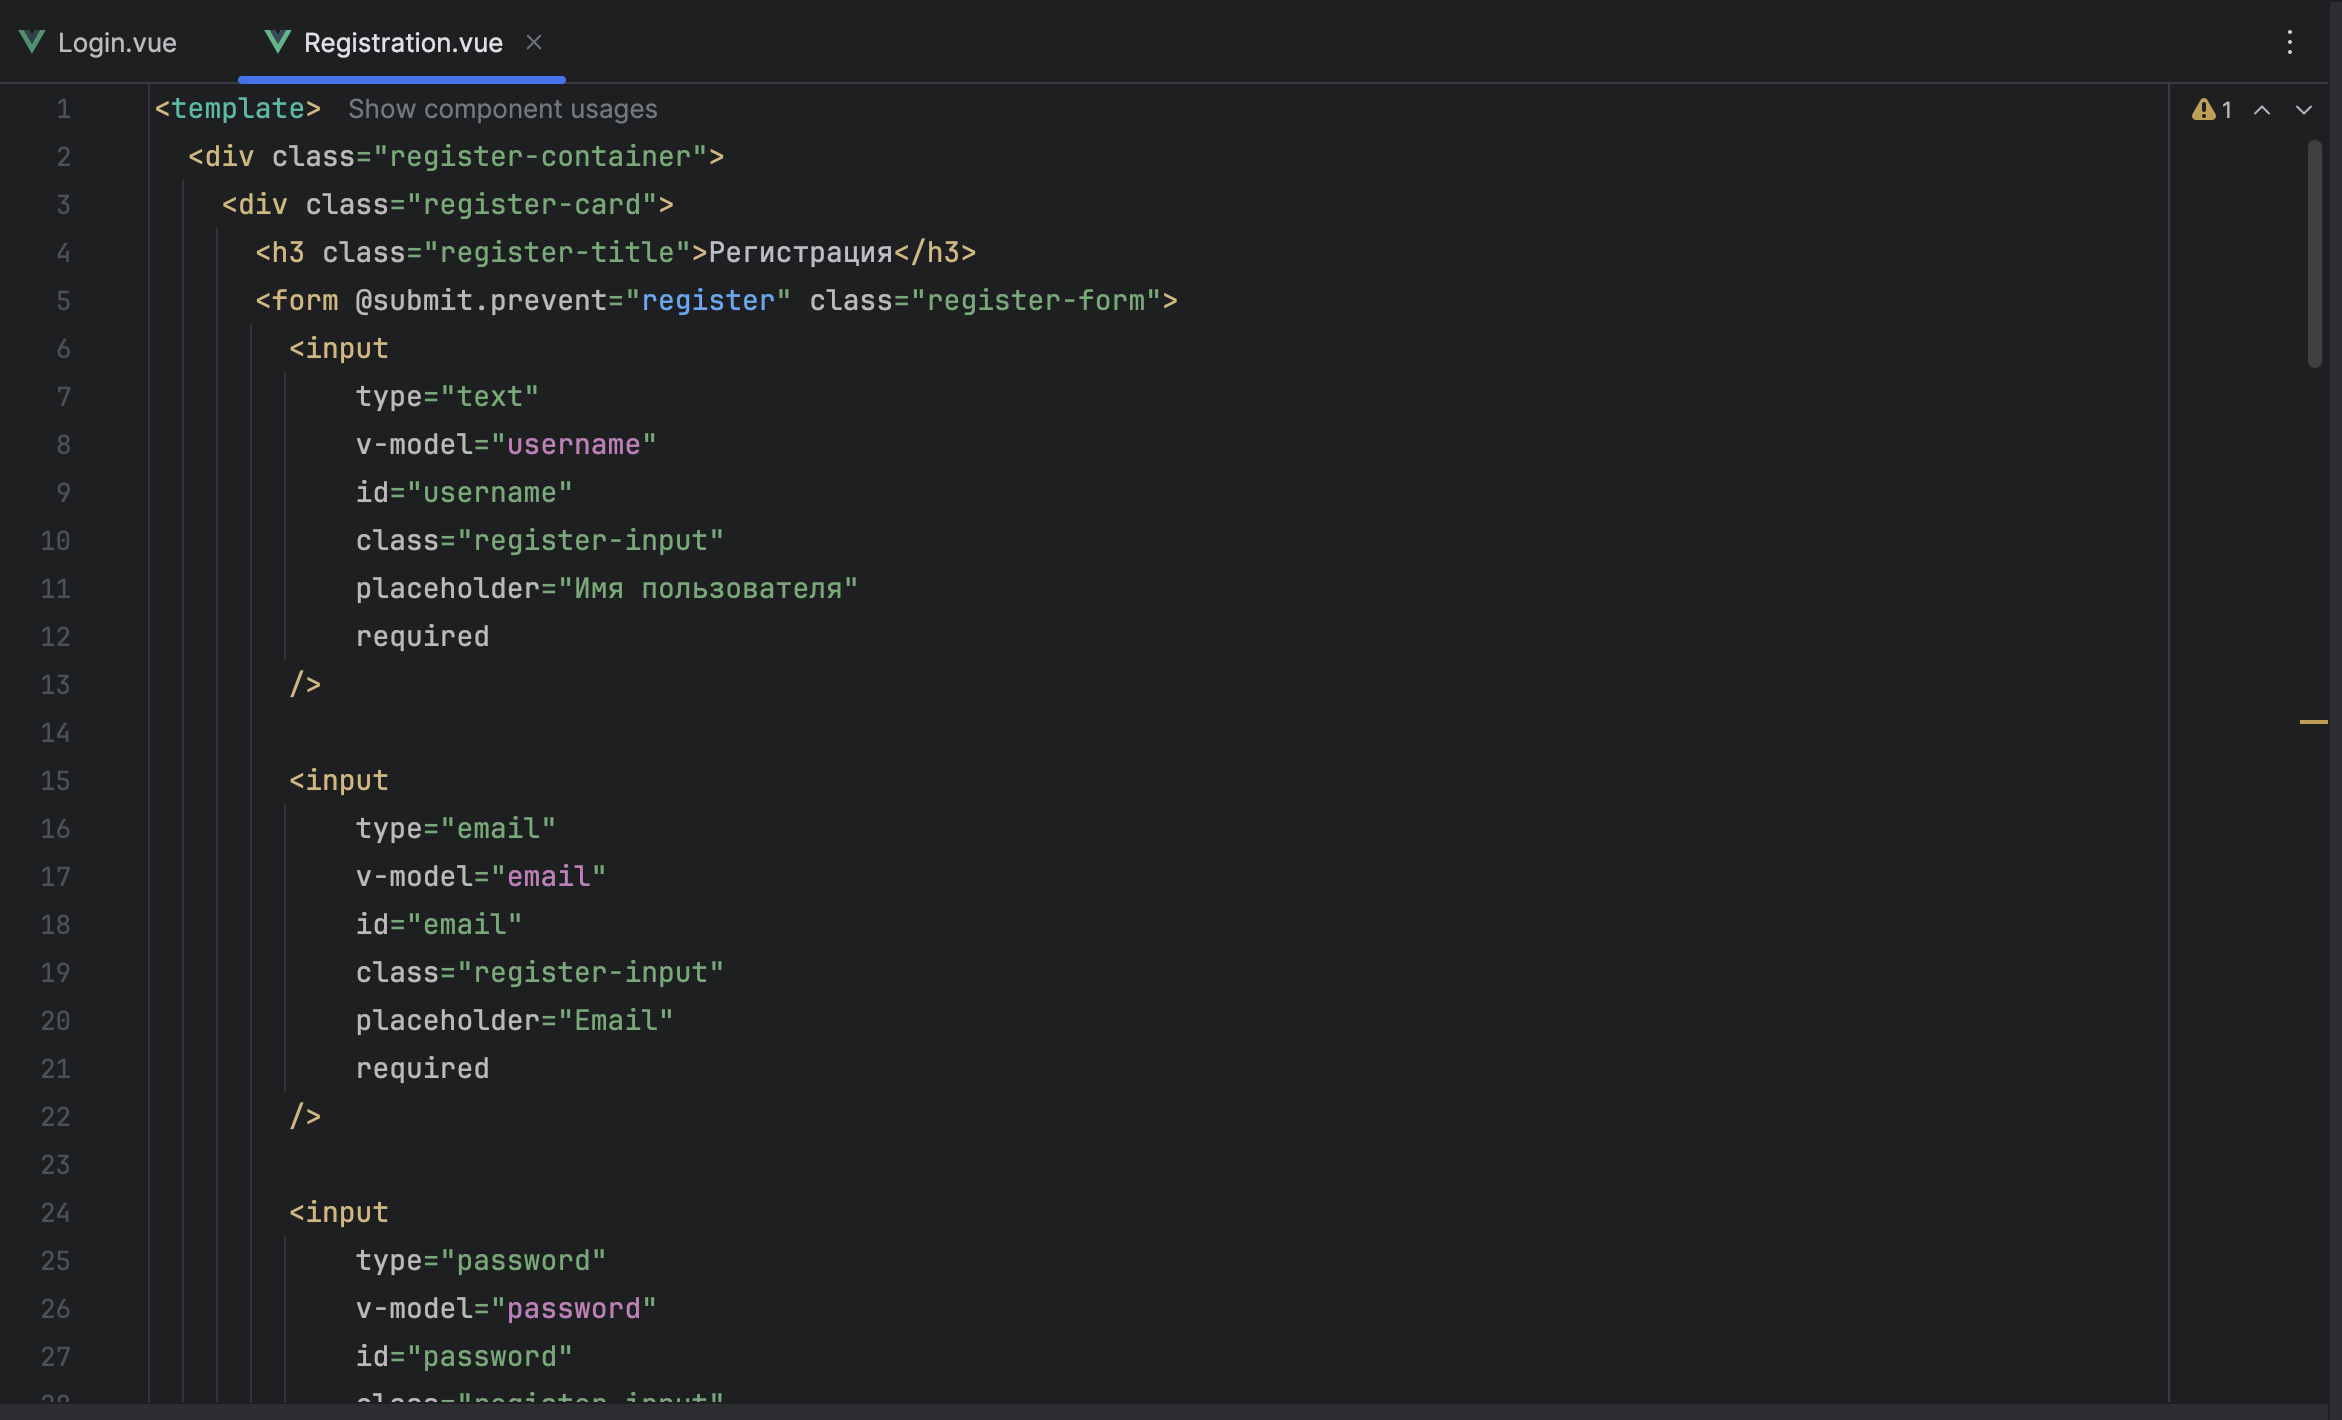 Login.vue Registration.vue
1 <template> Show component usages 1
2 <div class="register-container">
3 <div class="register-card">
4 <h3 class="register-title">Регистрация</h3>
5 <form @submit.prevent="register" class="register-form">
6 <input
7 type="text"
8 v-model="username"
9 id="username"
10 class="register-input"
11 placeholder="Имя пользователя"
12 required
13 />
14
15 <input
16 type="email"
17 v-model="email"
18 id="email"
19 class="register-input"
20 placeholder="Email"
21 required
22 />
23
24 <input
25 type="password"
26 v-model="password"
27 id="password"
28 class="register-input"